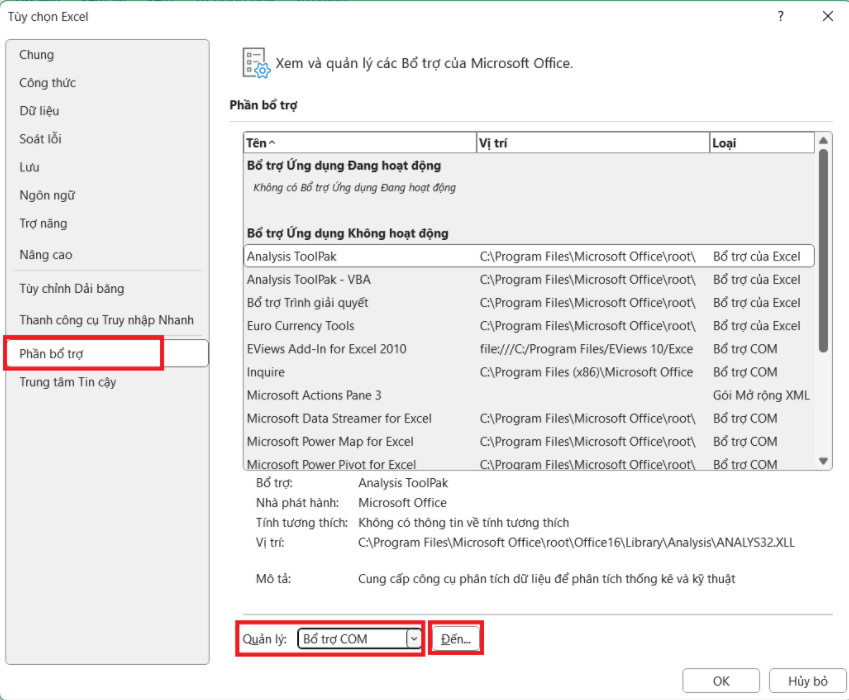 Tùy chọn Excel
Chung
Công thức
Dữ liệu
Soát lỗi
Lưu
Ngôn ngữ
Trợ năng
Nâng cao
Tùy chỉnh Dải băng
Thanh công cụ Truy nhập Nhanh
Phần bổ trợ
Trung tâm Tin cậy
Xem và quản lý các Bổ trợ của Microsoft Office.
Phần bổ trợ
Tên Vị trí Loại
Bổ trợ Ứng dụng Đang hoạt động
Không có Bổ trợ Ứng dụng Đang hoạt động
Bổ trợ Ứng dụng Không hoạt động
Analysis ToolPak C:\Program Files\Microsoft Office\root\ Bổ trợ của Excel
Analysis ToolPak - VBA C:\Program Files\Microsoft Office\root\ Bổ trợ của Excel
Bổ trợ Trình giải quyết C:\Program Files\Microsoft Office\root\ Bổ trợ của Excel
Euro Currency Tools C:\Program Files\Microsoft Office\root\ Bổ trợ của Excel
EViews Add-In for Excel 2010 file:///C:/Program Files/EViews 10/Exce Bổ trợ COM
Inquire C:\Program Files (x86)\Microsoft Office Bổ trợ COM
Microsoft Actions Pane 3 Gói Mở rộng XML
Microsoft Data Streamer for Excel C:\Program Files\Microsoft Office\root\ Bổ trợ COM
Microsoft Power Map for Excel C:\Program Files\Microsoft Office\root\ Bổ trợ COM
Microsoft Power Pivot for Excel C:\Program Files\Microsoft Office\root\ Bổ trợ COM
Bổ trợ: Analysis ToolPak
Nhà phát hành: Microsoft Office
Tính tương thích: Không có thông tin về tính tương thích
Vị trí: C:\Program Files\Microsoft Office\root\Office16\Library\Analysis\ANALYS32.XLL
Mô tả: Cung cấp công cụ phân tích dữ liệu để phân tích thống kê và kỹ thuật
Quản lý: Bổ trợ COM Đến...
OK Hủy bỏ